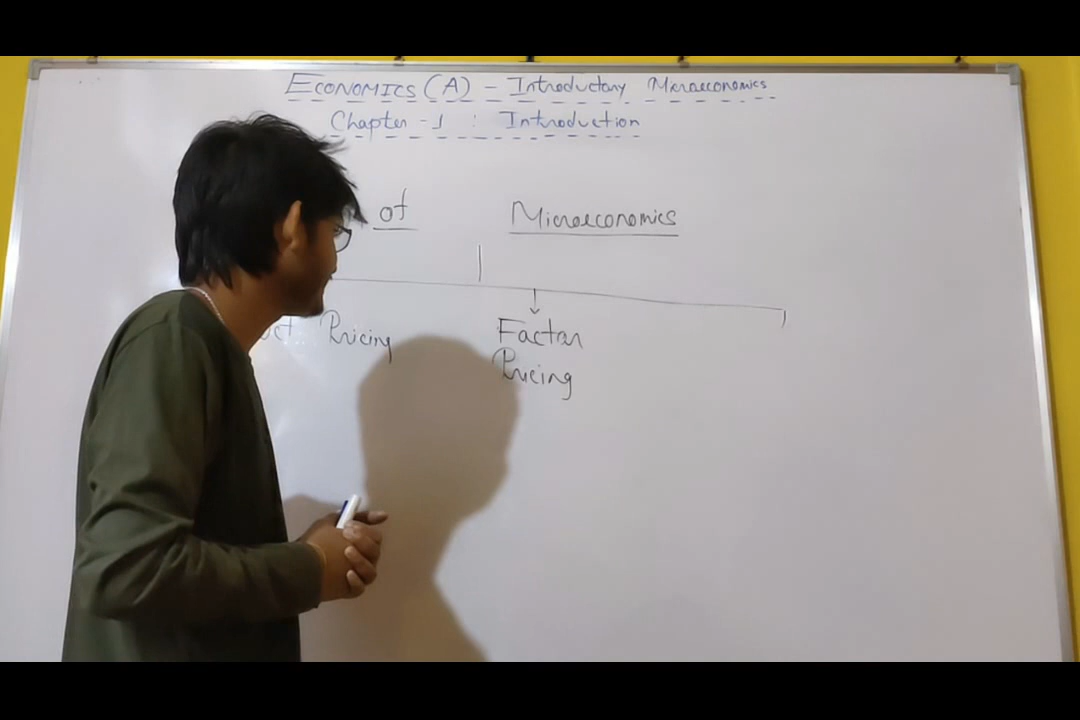 ECONOMICS (A) - Introductory Microeconomics
Chapter - 1 : Introduction
of Microeconomics
Pricing Factor
Pricing